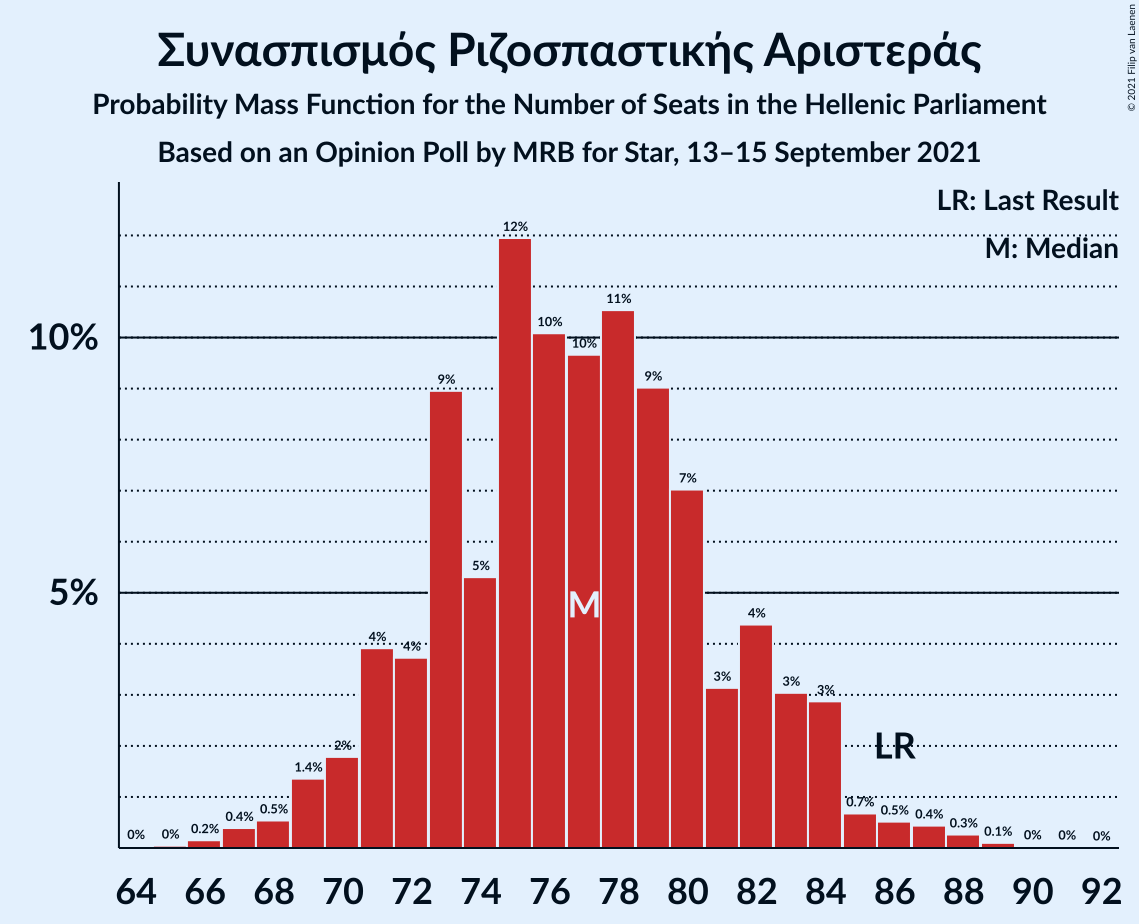 Συνασπισμός Ριζοσπαστικής Αριστεράς
Probability Mass Function for the Number of Seats in the Hellenic Parliament
Based on an Opinion Poll by MRB for Star, 13–15 September 2021
© 2021 Filip van Laenen
LR: Last Result
M: Median
10%
5%
0% 0% 0.2% 0.4% 0.5% 1.4% 2% 4% 4% 9% 5% 12% 10% 10% 11% 9% 7% 3% 4% 3% 3% 0.7% 0.5% 0.4% 0.3% 0.1% 0% 0% 0%
M
LR
64 66 68 70 72 74 76 78 80 82 84 86 88 90 92